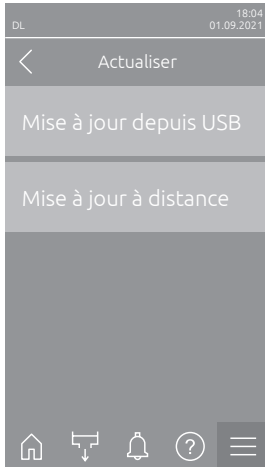 18:04
DL 01.09.2021
Actualiser
Mise à jour depuis USB
Mise à jour à distance
?